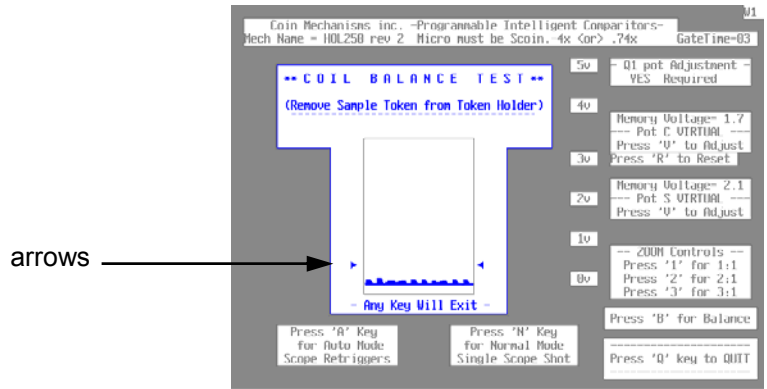 W1
Coin Mechanisms inc. -Programmable Intelligent Comparitors-
Mech Name = HOL250 rev 2 Micro must be Scoin.4x <or> .74x GateTime=03
** COIL BALANCE TEST **
(Remove Sample Token from Token Holder)
arrows
- Any Key Will Exit -
Press 'A' Key
for Auto Mode
Scope Retriggers
Press 'N' Key
for Normal Mode
Single Scope Shot
5v
4v
3v
2v
1v
0v
- Q1 pot Adjustment -
YES Required
Memory Voltage= 1.7
--- Pot C VIRTUAL ---
Press 'V' to Adjust
Press 'R' to Reset
Memory Voltage= 2.1
--- Pot S VIRTUAL ---
Press 'V' to Adjust
-- ZOOM Controls --
Press '1' for 1:1
Press '2' for 2:1
Press '3' for 3:1
Press 'B' for Balance
Press 'Q' key to QUIT